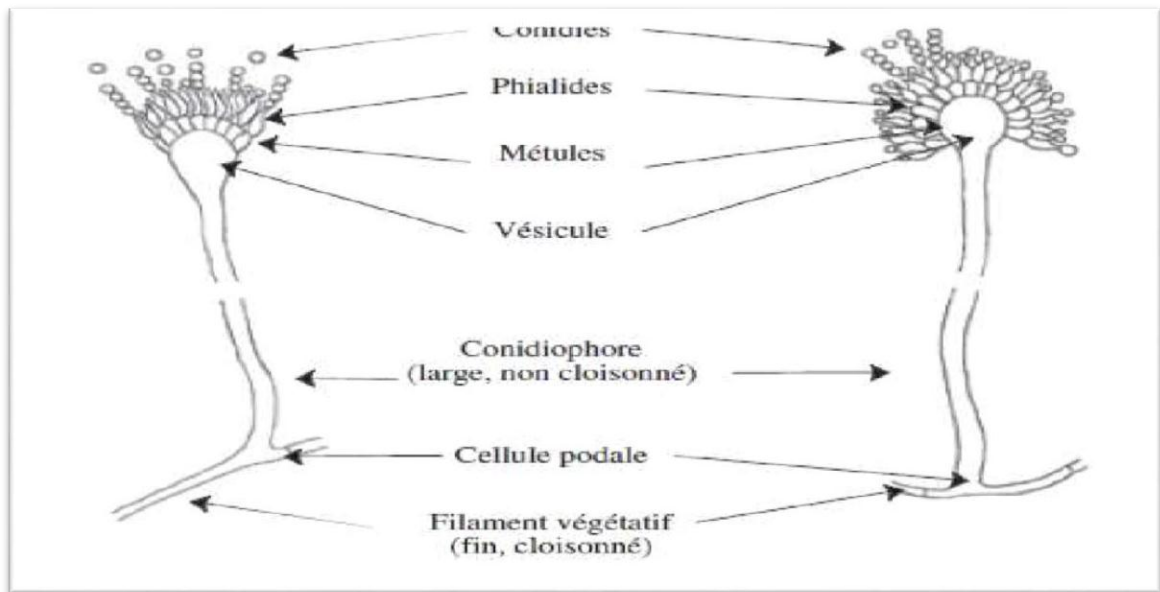 Conidies
Phialides
Métules
Vésicule
Conidiophore
(large, non cloisonné)
Cellule podale
Filament végétatif
(fin, cloisonné)